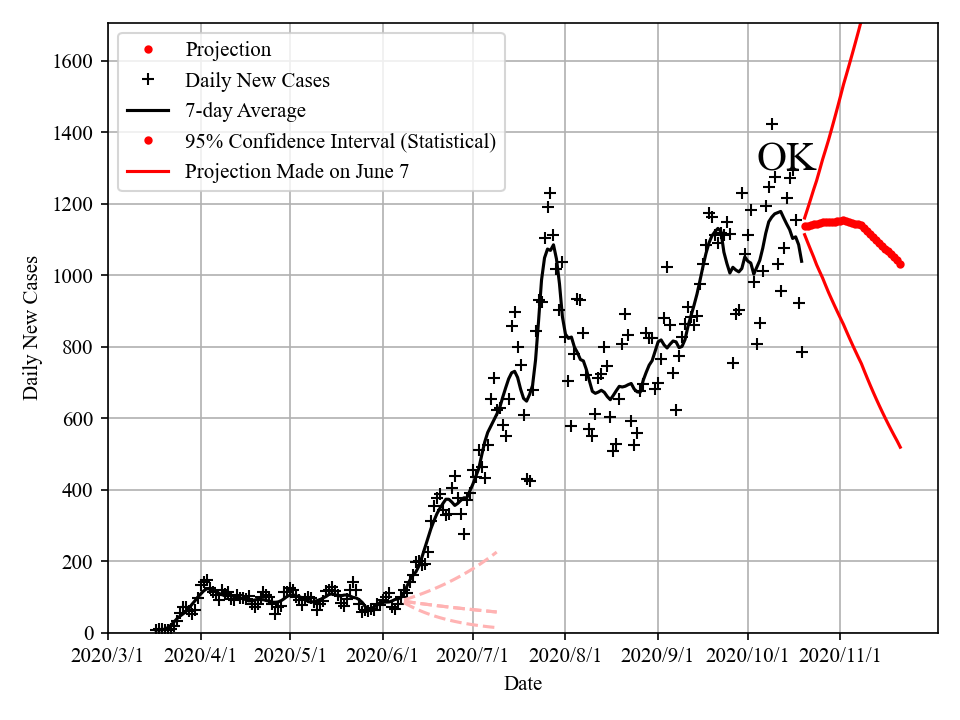 Projection
Daily New Cases
7-day Average
95% Confidence Interval (Statistical)
Projection Made on June 7
OK
1600
1400
1200
1000
800
600
400
200
0
Daily New Cases
2020/3/1 2020/4/1 2020/5/1 2020/6/1 2020/7/1 2020/8/1 2020/9/1 2020/10/1 2020/11/1
Date